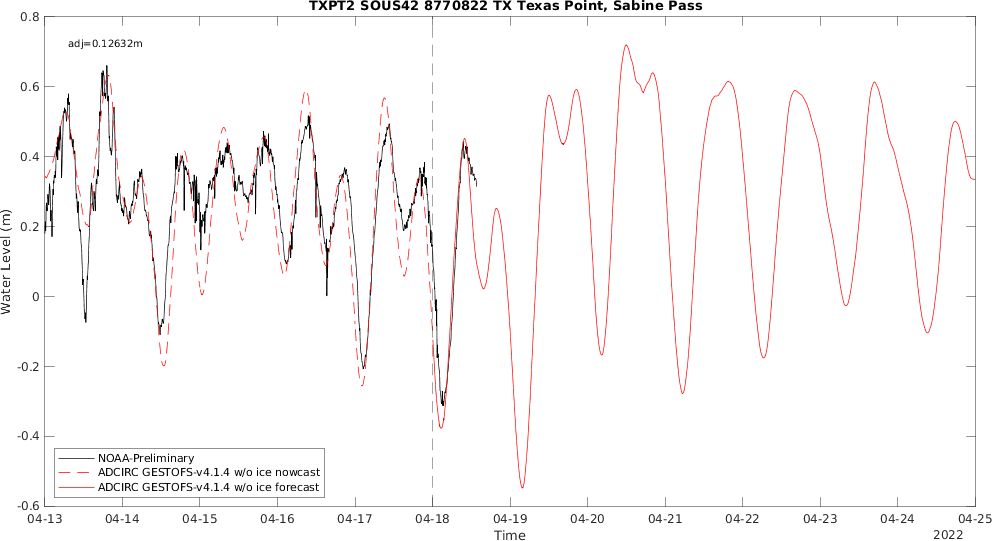 TXPT2 SOUS42 8770822 TX Texas Point, Sabine Pass
adj=0.12632m
0.8
0.6
0.4
0.2
0
-0.2
-0.4
-0.6
Water Level (m)
NOAA-Preliminary
ADCIRC GESTOFS-v4.1.4 w/o ice nowcast
ADCIRC GESTOFS-v4.1.4 w/o ice forecast
04-13 04-14 04-15 04-16 04-17 04-18 04-19 04-20 04-21 04-22 04-23 04-24 04-25
Time
2022